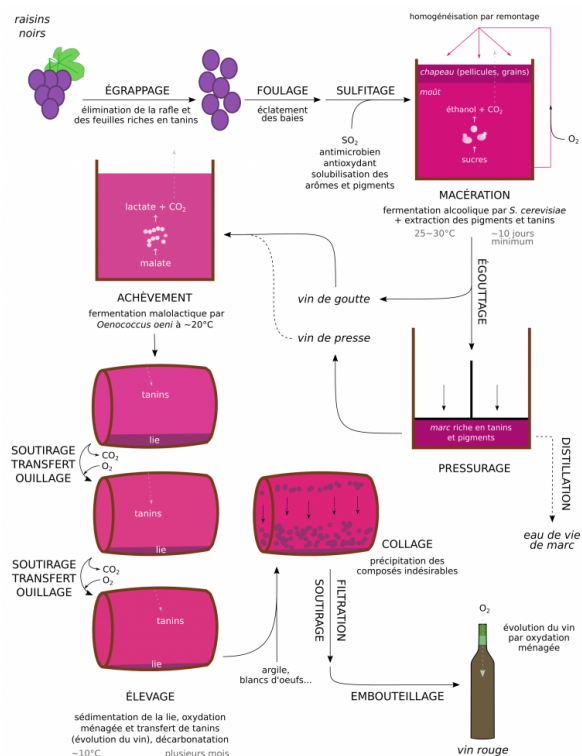 raisins
noirs
ÉGRAPPAGE
élimination de la rafle et
des feuilles riches en tanins
FOULAGE
éclatement
des baies
SULFITAGE
SO₂
antimicrobien
antioxydant
solubilisation des
arômes et pigments
homogénéisation par remontage
chapeau (pellicules, grains)
moût
éthanol + CO₂
sucres
O₂
MACÉRATION
fermentation alcoolique par S. cerevisiae
+ extraction des pigments et tanins
25~30°C
~10 jours
minimum
ÉGOUTTAGE
vin de goutte
vin de presse
marc riche en tanins
et pigments
PRESSURAGE
DISTILLATION
eau de vie
de marc
lactate + CO₂
malate
ACHÈVEMENT
fermentation malolactique par
Oenococcus oeni à ~20°C
tanins
lie
SOUTIRAGE
TRANSFERT
OUILLAGE
CO₂
O₂
tanins
lie
SOUTIRAGE
TRANSFERT
OUILLAGE
CO₂
O₂
tanins
lie
ÉLEVAGE
sédimentation de la lie, oxydation
ménagée et transfert de tanins
(évolution du vin), décarbonatation
~10°C
plusieurs mois
argile,
blancs d'oeufs...
COLLAGE
précipitation des
composés indésirables
SOUTIRAGE
FILTRATION
EMBOUTEILLAGE
O₂
évolution du vin
par oxydation
ménagée
vin rouge